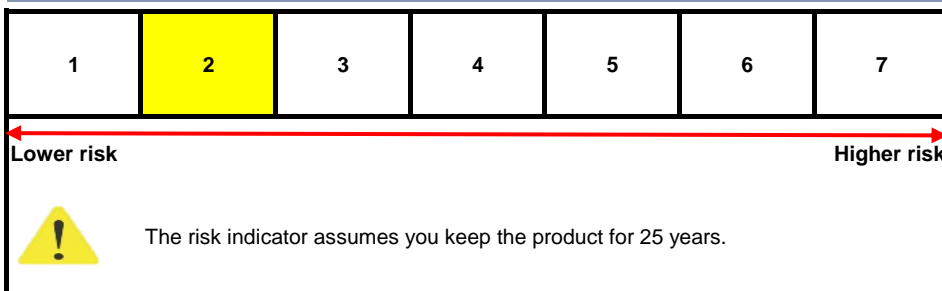 1 2 3 4 5 6 7
Lower risk Higher risk
The risk indicator assumes you keep the product for 25 years.